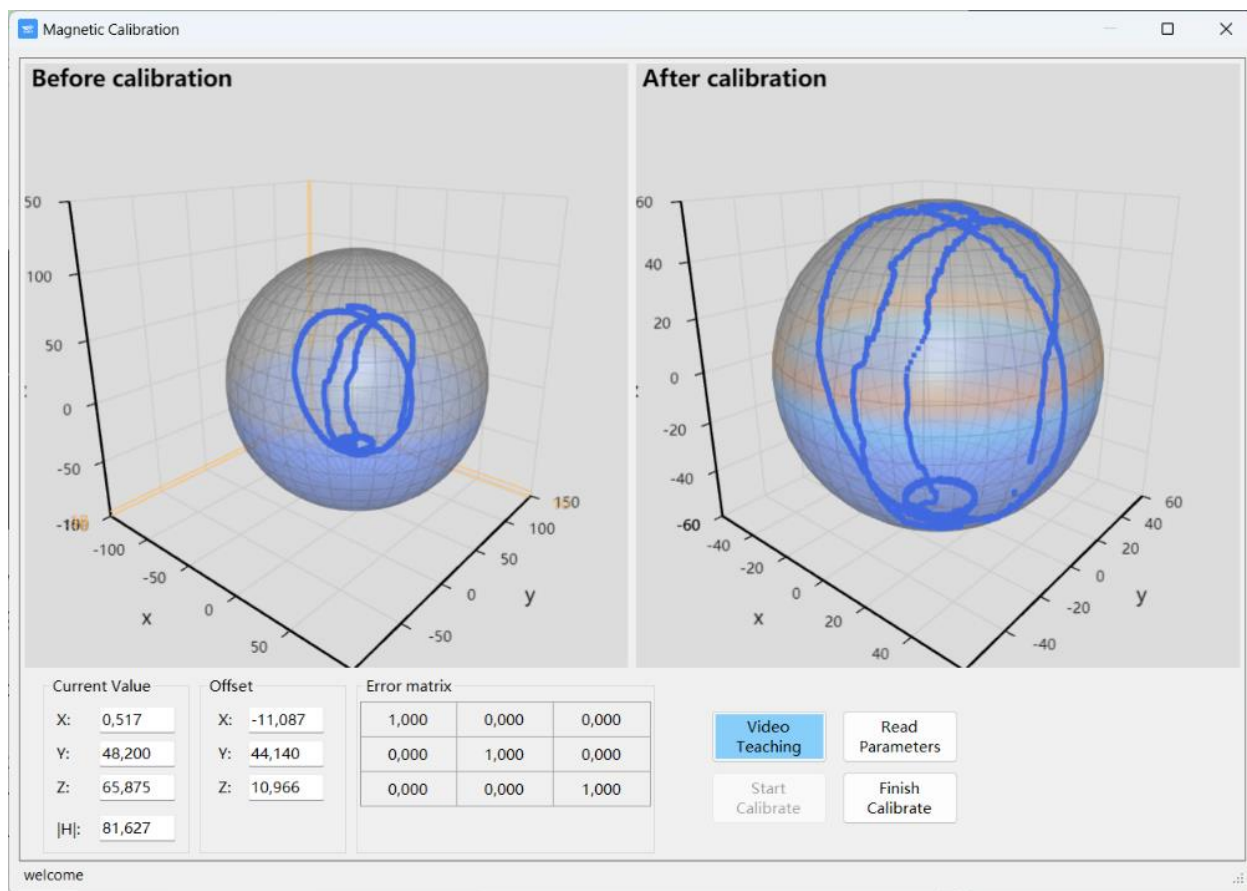 Magnetic Calibration
Before calibration
50
100
50
0
-50
-100
-100
-50
0
50
x
-50
0
50
100
150
y
After calibration
60
40
20
0
-20
-40
-60
-40
-20
0
20
40
x
-40
-20
0
20
40
60
y
Current Value
X: 0,517
Y: 48,200
Z: 65,875
|H|: 81,627
Offset
X: -11,087
Y: 44,140
Z: 10,966
Error matrix
1,000 0,000 0,000
0,000 1,000 0,000
0,000 0,000 1,000
Video
Teaching
Read
Parameters
Start
Calibrate
Finish
Calibrate
welcome